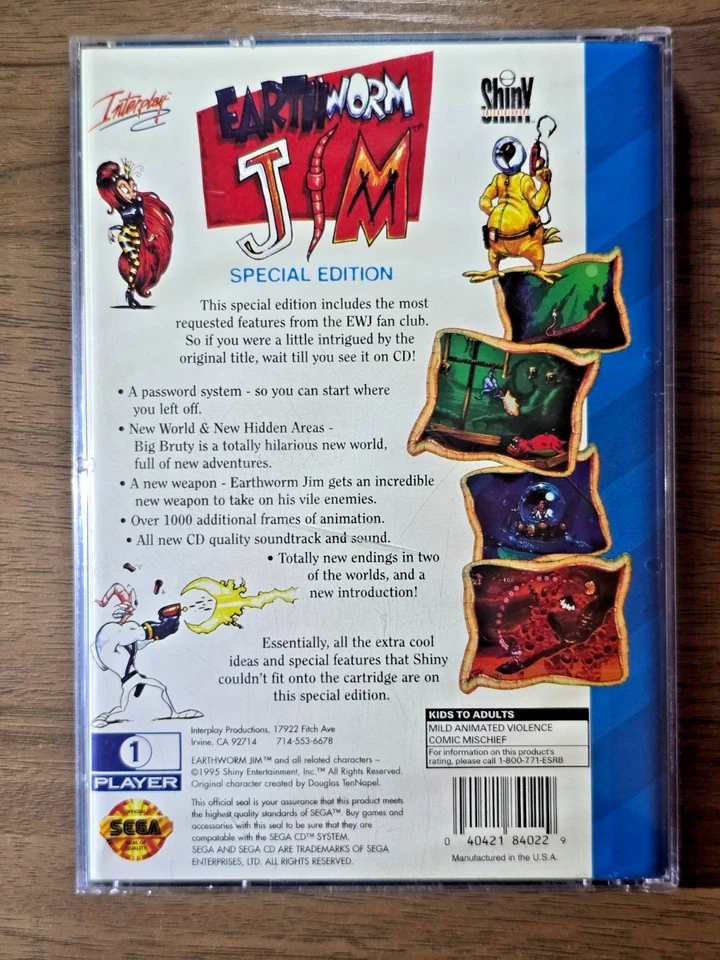 Interplay™
EARTHWORM
JIM™
Shiny
ENTERTAINMENT
SPECIAL EDITION
This special edition includes the most
requested features from the EWJ fan club.
So if you were a little intrigued by the
original title, wait till you see it on CD!
• A password system - so you can start where
you left off.
• New World & New Hidden Areas -
Big Bruty is a totally hilarious new world,
full of new adventures.
• A new weapon - Earthworm Jim gets an incredible
new weapon to take on his vile enemies.
• Over 1000 additional frames of animation.
• All new CD quality soundtrack and sound.
• Totally new endings in two
of the worlds, and a
new introduction!
Essentially, all the extra cool
ideas and special features that Shiny
couldn't fit onto the cartridge are on
this special edition.
1
PLAYER
Interplay Productions, 17922 Fitch Ave
Irvine, CA 92714 714-553-6678
EARTHWORM JIM™ and all related characters –
©1995 Shiny Entertainment, Inc.™ All Rights Reserved.
Original character created by Douglas TenNapel.
OFFICIAL
SEGA
SEAL OF
QUALITY
This official seal is your assurance that this product meets
the highest quality standards of SEGA™. Buy games and
accessories with this seal to be sure that they are
compatable with the SEGA CD™ SYSTEM.
SEGA AND SEGA CD ARE TRADEMARKS OF SEGA
ENTERPRISES, LTD. ALL RIGHTS RESERVED.
KIDS TO ADULTS
MILD ANIMATED VIOLENCE
COMIC MISCHIEF
For information on this product's
rating, please call 1-800-771-ESRB
0 40421 84022 9
Manufactured in the U.S.A.